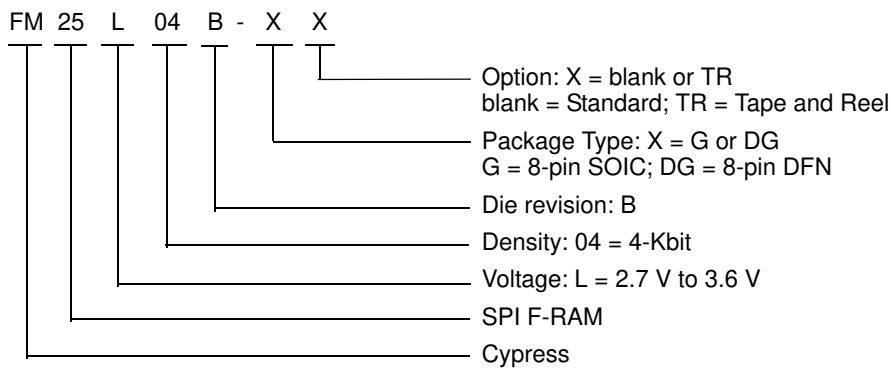 FM 25 L 04 B - X X
Option: X = blank or TR
blank = Standard; TR = Tape and Reel
Package Type: X = G or DG
G = 8-pin SOIC; DG = 8-pin DFN
Die revision: B
Density: 04 = 4-Kbit
Voltage: L = 2.7 V to 3.6 V
SPI F-RAM
Cypress